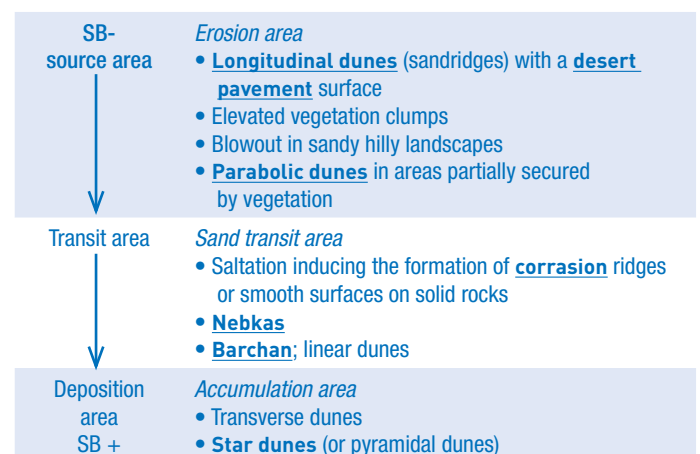 SB-
source area
Erosion area
• Longitudinal dunes (sandridges) with a desert
pavement surface
• Elevated vegetation clumps
• Blowout in sandy hilly landscapes
• Parabolic dunes in areas partially secured
by vegetation
Transit area
Sand transit area
• Saltation inducing the formation of corrasion ridges
or smooth surfaces on solid rocks
• Nebkas
• Barchan; linear dunes
Deposition
area
SB +
Accumulation area
• Transverse dunes
• Star dunes (or pyramidal dunes)